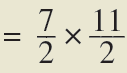 = 7/2 × 11/2